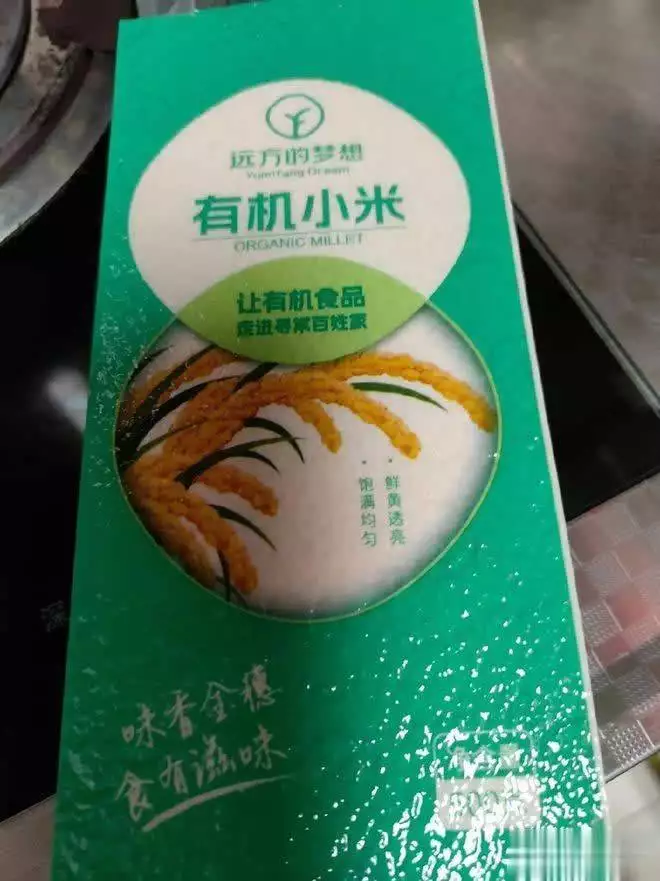 远方的梦想
YuanFang Dream
有机小米
ORGANIC MILLET
让有机食品
走进寻常百姓家
· 鲜黄透亮
· 饱满均匀
味香金穗
食有滋味
深